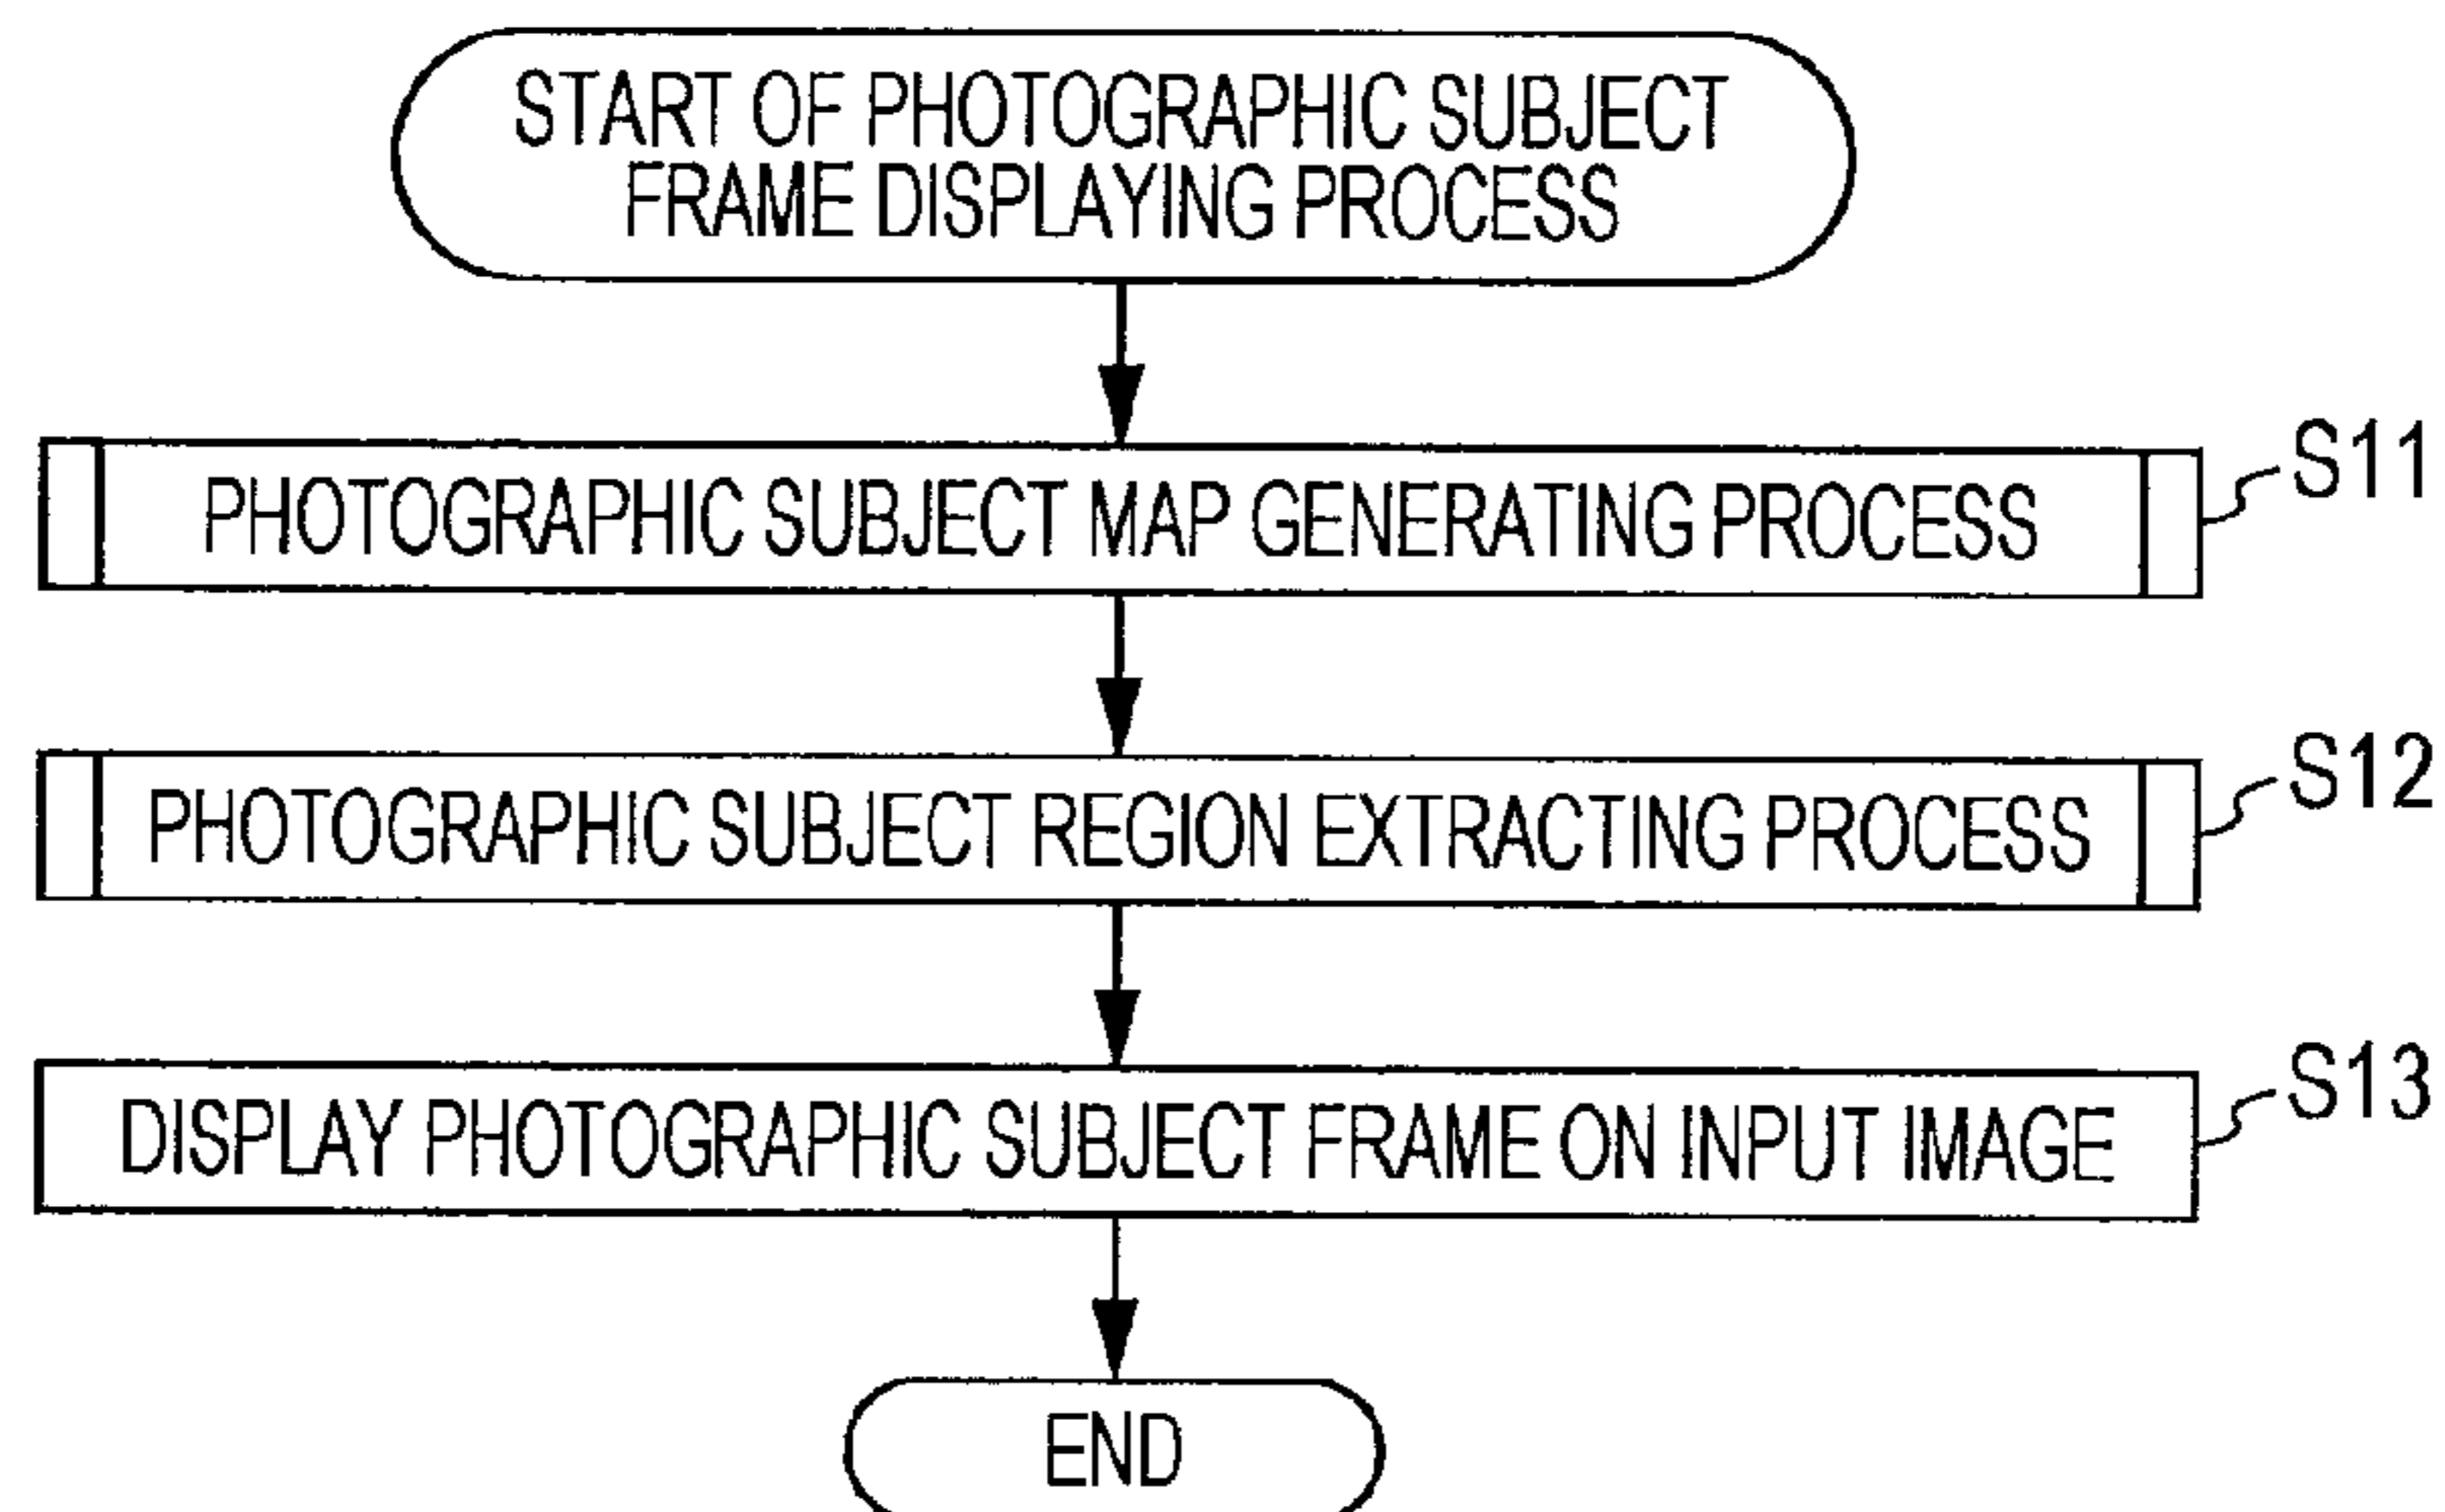 START OF PHOTOGRAPHIC SUBJECT
FRAME DISPLAYING PROCESS
PHOTOGRAPHIC SUBJECT MAP GENERATING PROCESS
S11
PHOTOGRAPHIC SUBJECT REGION EXTRACTING PROCESS
S12
DISPLAY PHOTOGRAPHIC SUBJECT FRAME ON INPUT IMAGE
S13
END